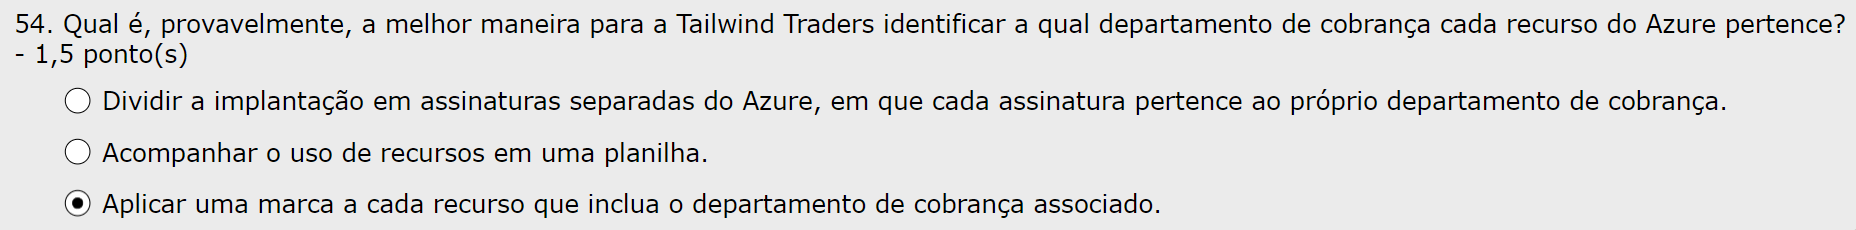 54. Qual é, provavelmente, a melhor maneira para a Tailwind Traders identificar a qual departamento de cobrança cada recurso do Azure pertence?
- 1,5 ponto(s)
Dividir a implantação em assinaturas separadas do Azure, em que cada assinatura pertence ao próprio departamento de cobrança.
Acompanhar o uso de recursos em uma planilha.
Aplicar uma marca a cada recurso que inclua o departamento de cobrança associado.